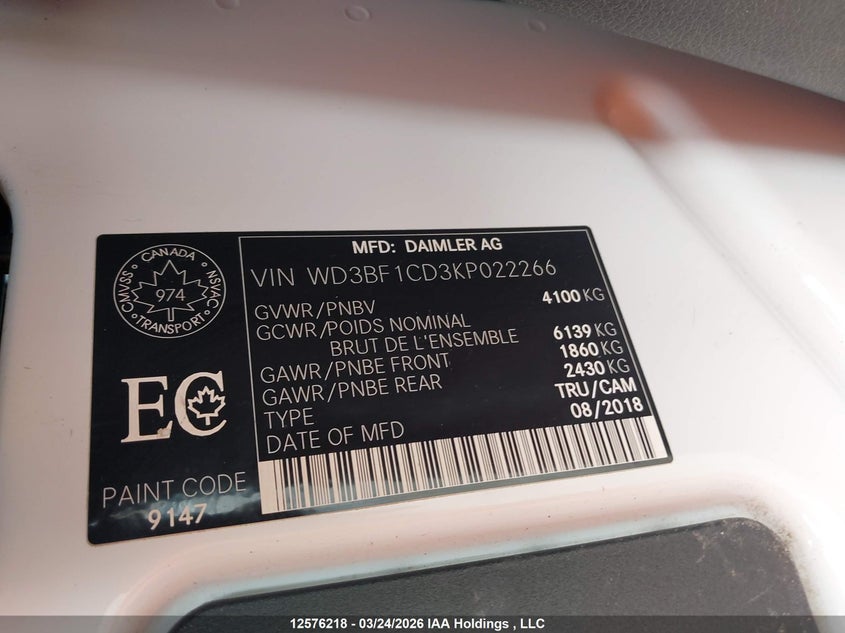 MFD: DAIMLER AG
CANADA
CMVSS
NSVAC
974
TRANSPORT
VIN WD3BF1CD3KP022266
GVWR/PNBV 4100 KG
GCWR/POIDS NOMINAL
BRUT DE L'ENSEMBLE 6139 KG
GAWR/PNBE FRONT 1860 KG
GAWR/PNBE REAR 2430 KG
TYPE TRU/CAM
DATE OF MFD 08/2018
EC
PAINT CODE
9147
12576218 - 03/24/2026 IAA Holdings , LLC